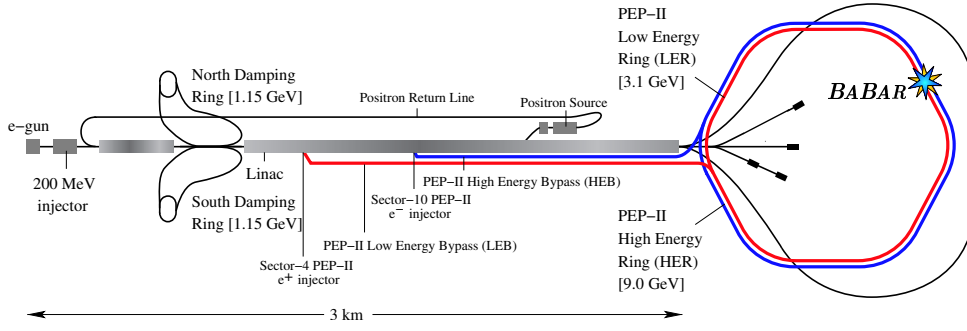 e-gun
200 MeV
injector
North Damping
Ring [1.15 GeV]
South Damping
Ring [1.15 GeV]
Linac
Positron Return Line
Positron Source
PEP-II High Energy Bypass (HEB)
Sector-10 PEP-II
e⁻ injector
PEP-II Low Energy Bypass (LEB)
Sector-4 PEP-II
e⁺ injector
3 km
PEP-II
Low Energy
Ring (LER)
[3.1 GeV]
BABAR
PEP-II
High Energy
Ring (HER)
[9.0 GeV]